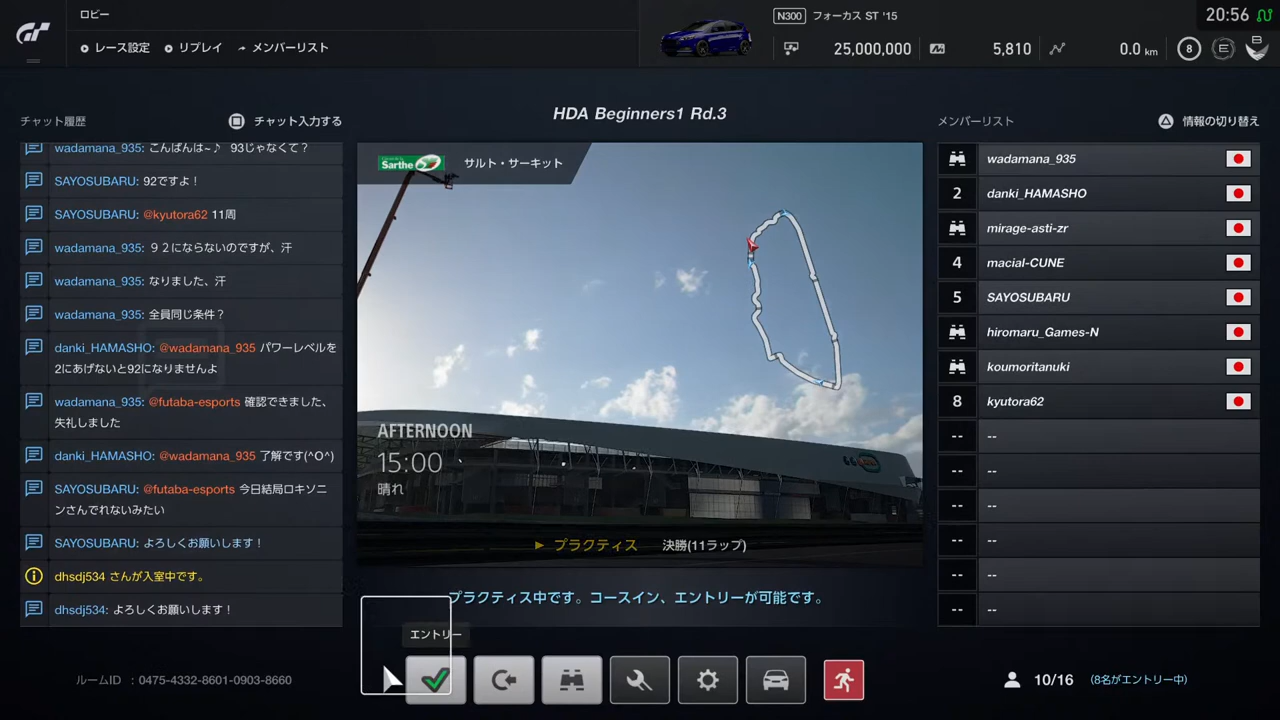 ロビー
レース設定
リプレイ
メンバーリスト
N300
フォーカス ST '15
20:56
25,000,000
5,810
0.0 km
8
E
B
チャット履歴
チャット入力する
wadamana_935: こんばんは~♪ 93じゃなくて？
SAYOSUBARU: 92ですよ！
SAYOSUBARU: @kyutora62 11周
wadamana_935: ９２にならないのですが、汗
wadamana_935: なりました、汗
wadamana_935: 全員同じ条件？
danki_HAMASHO: @wadamana_935 パワーレベルを
2にあげないと92になりませんよ
wadamana_935: @futaba-esports 確認できました、
失礼しました
danki_HAMASHO: @wadamana_935 了解です(^O^)
SAYOSUBARU: @futaba-esports 今日結局ロキソニ
ンさんでれないみたい
SAYOSUBARU: よろしくお願いします！
dhsdj534 さんが入室中です。
dhsdj534: よろしくお願いします！
HDA Beginners1 Rd.3
Sarthe
サルト・サーキット
AFTERNOON
15:00
晴れ
プラクティス
決勝(11ラップ)
プラクティス中です。コースイン、エントリーが可能です。
エントリー
メンバーリスト
情報の切り替え
wadamana_935
2 danki_HAMASHO
mirage-asti-zr
4 macial-CUNE
5 SAYOSUBARU
hiromaru_Games-N
koumoritanuki
8 kyutora62
-- --
-- --
-- --
-- --
-- --
-- --
ルームID ：0475-4332-8601-0903-8660
10/16
(8名がエントリー中)